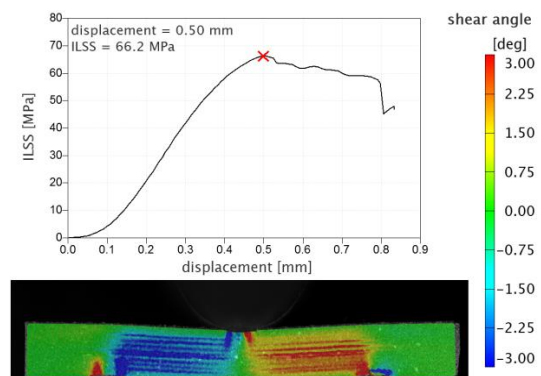 displacement = 0.50 mm
ILSS = 66.2 MPa
ILSS [MPa]
80
70
60
50
40
30
20
10
0
0.0 0.1 0.2 0.3 0.4 0.5 0.6 0.7 0.8 0.9
displacement [mm]
shear angle
[deg]
3.00
2.25
1.50
0.75
0.00
-0.75
-1.50
-2.25
-3.00